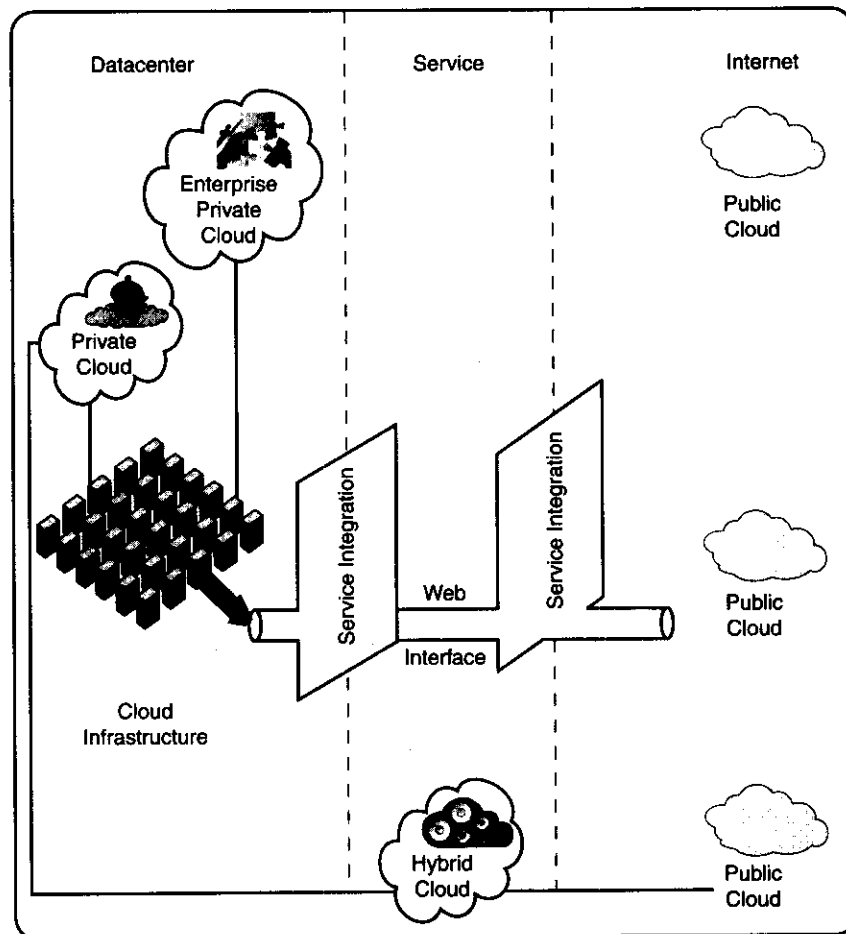 Datacenter
Service
Internet
Enterprise
Private
Cloud
Public
Cloud
Private
Cloud
Service Integration
Service Integration
Web
Interface
Public
Cloud
Cloud
Infrastructure
Hybrid
Cloud
Public
Cloud